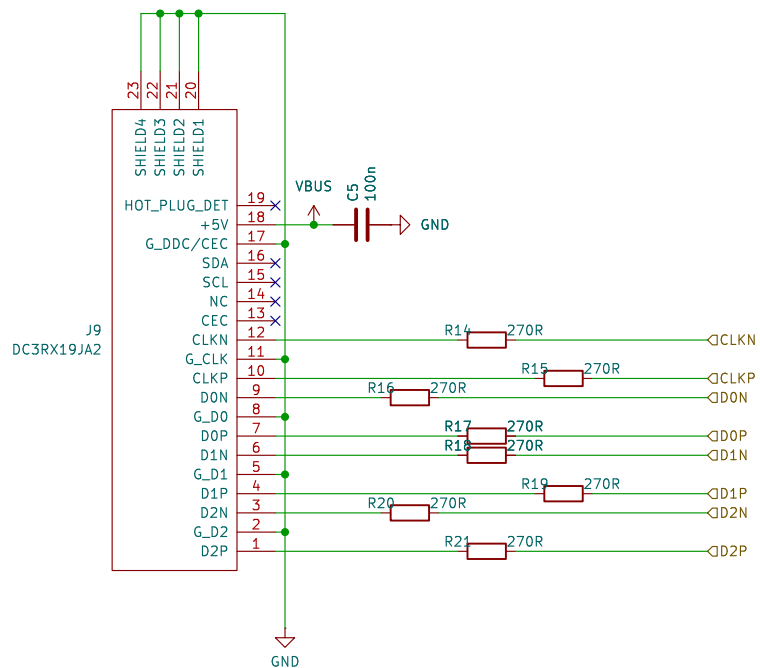 23
22
21
20
SHIELD4
SHIELD3
SHIELD2
SHIELD1
HOT_PLUG_DET 19
+5V 18
G_DDC/CEC 17
SDA 16
SCL 15
NC 14
CEC 13
CLKN 12
G_CLK 11
CLKP 10
D0N 9
G_D0 8
D0P 7
D1N 6
G_D1 5
D1P 4
D2N 3
G_D2 2
D2P 1
J9
DC3RX19JA2
VBUS
C5
100n
GND
R14 270R CLKN
R15 270R CLKP
R16 270R D0N
R17 270R D0P
R18 270R D1N
R19 270R D1P
R20 270R D2N
R21 270R D2P
GND